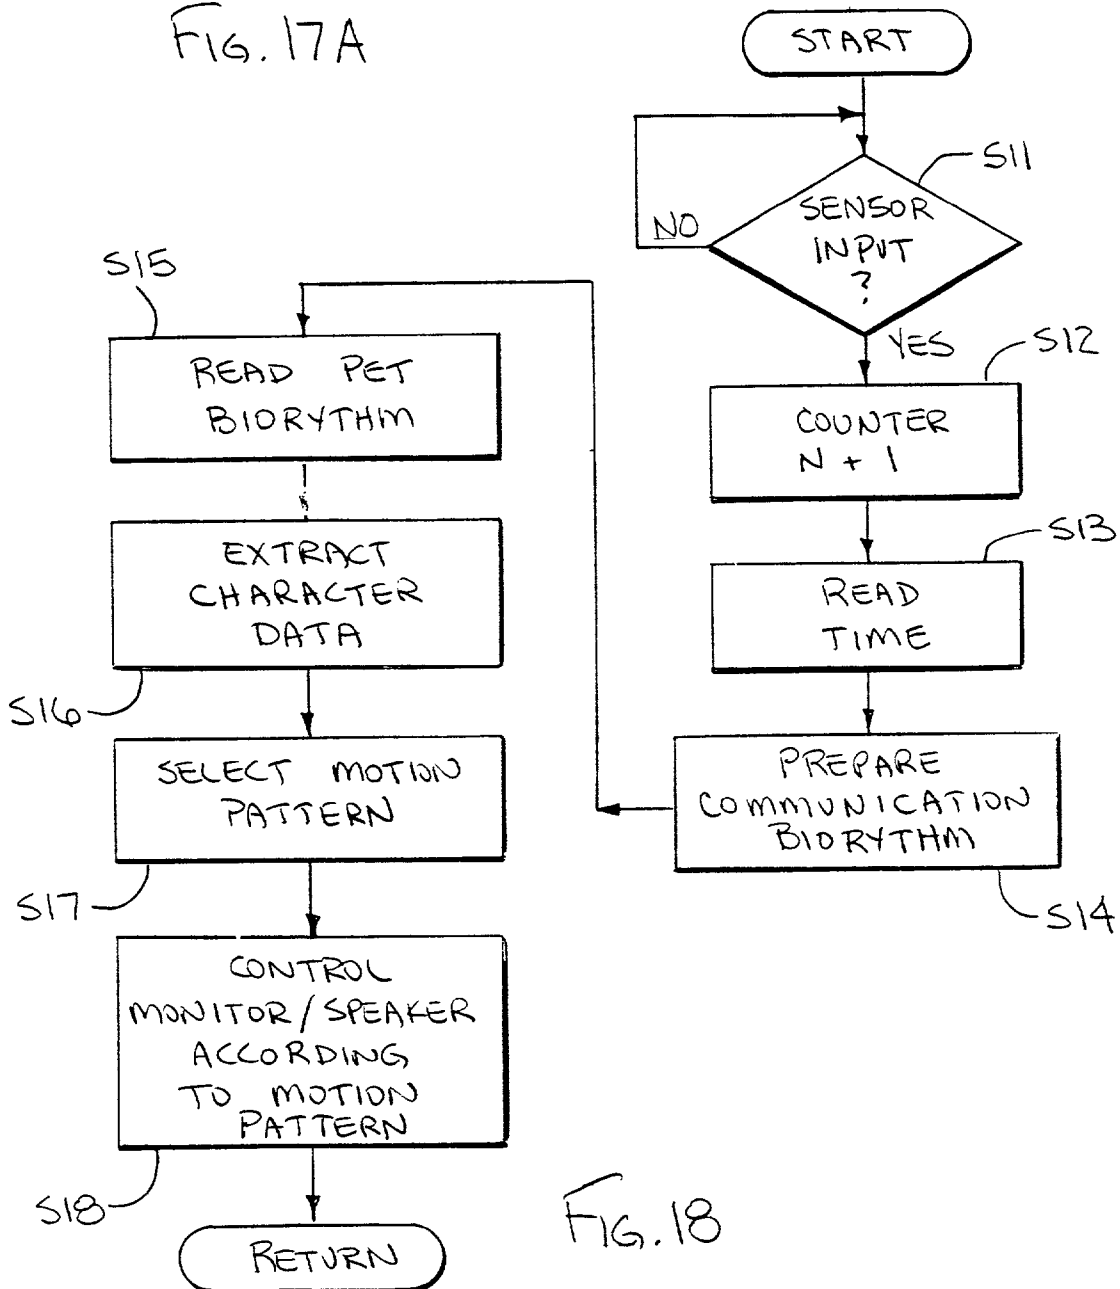 FIG. 17A
START
S11
SENSOR
INPUT
?
NO
YES
S12
COUNTER
N + 1
S13
READ
TIME
PREPARE
COMMUNICATION
BIORYTHM
S14
S15
READ PET
BIORYTHM
EXTRACT
CHARACTER
DATA
S16
SELECT MOTION
PATTERN
S17
CONTROL
MONITOR/SPEAKER
ACCORDING
TO MOTION
PATTERN
S18
RETURN
FIG. 18